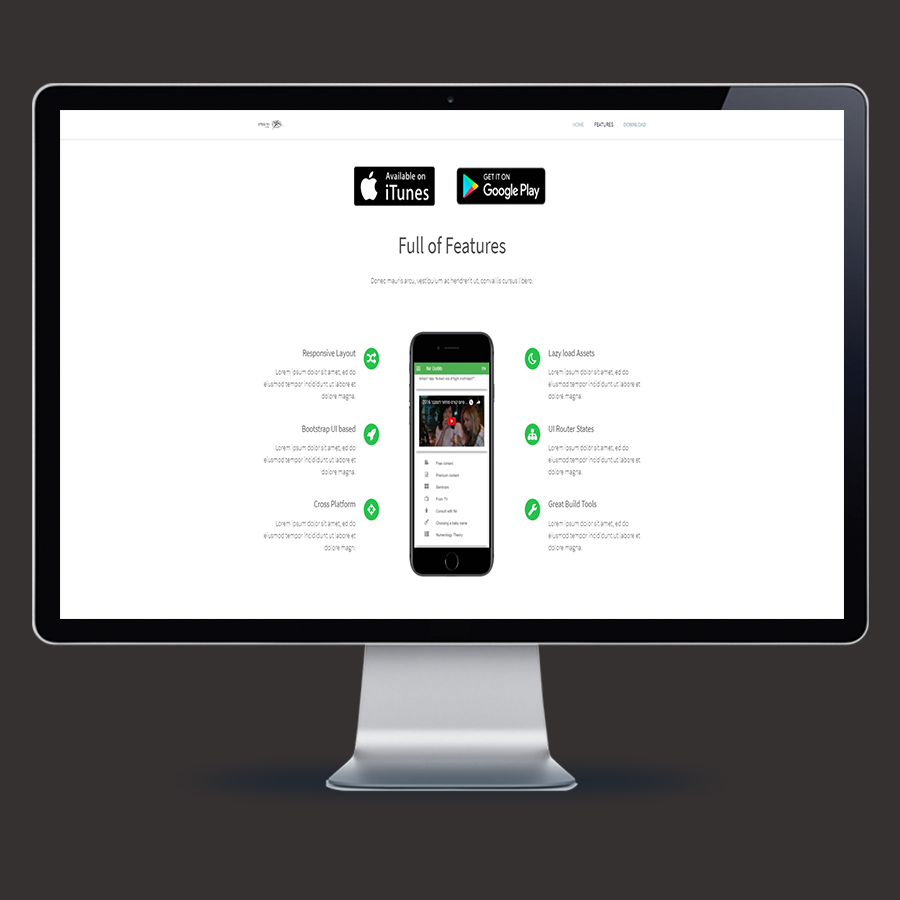 HOME FEATURES DOWNLOAD
Available on
iTunes
GET IT ON
Google Play
Full of Features
Donec mauris arcu, vestibulum ac hendrerit ut, convallis cursus libero.
Responsive Layout
Lorem ipsum dolor sit amet, ed do
eiusmod tempor incididunt ut labore et
dolore magna.
Bootstrap UI based
Lorem ipsum dolor sit amet, ed do
eiusmod tempor incididunt ut labore et
dolore magna.
Cross Platform
Lorem ipsum dolor sit amet, ed do
eiusmod tempor incididunt ut labore et
dolore magn.
EN
Free content
Premium content
Seminars
From TV
Consult with Nir
Choosing a baby name
Numerology Theory
Lazy load Assets
Lorem ipsum dolor sit amet, ed do
eiusmod tempor incididunt ut labore et
dolore magna.
UI Router States
Lorem ipsum dolor sit amet, ed do
eiusmod tempor incididunt ut labore et
dolore magna.
Great Build Tools
Lorem ipsum dolor sit amet, ed do
eiusmod tempor incididunt ut labore et
dolore magna.